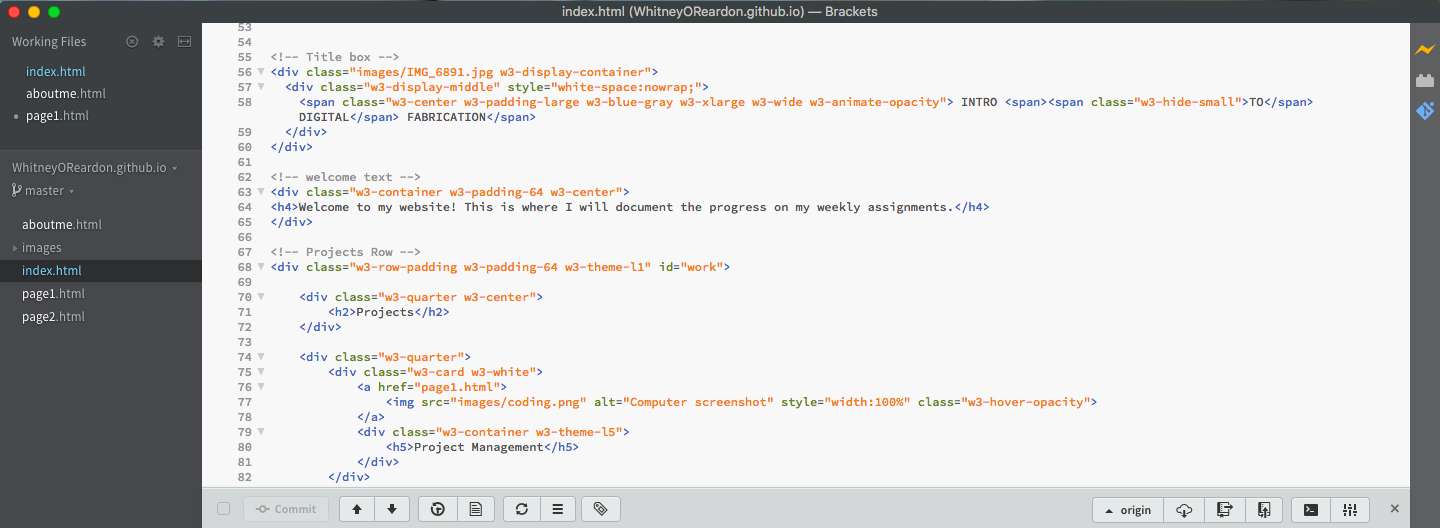 index.html (WhitneyOReardon.github.io) — Brackets
Working Files
index.html
aboutme.html
page1.html
WhitneyOReardon.github.io
master
aboutme.html
images
index.html
page1.html
page2.html
53
54
55 <!-- Title box -->
56 <div class="images/IMG_6891.jpg w3-display-container">
57 <div class="w3-display-middle" style="white-space:nowrap;">
58 <span class="w3-center w3-padding-large w3-blue-gray w3-xlarge w3-wide w3-animate-opacity"> INTRO <span><span class="w3-hide-small">TO</span>
DIGITAL</span> FABRICATION</span>
59 </div>
60 </div>
61
62 <!-- welcome text -->
63 <div class="w3-container w3-padding-64 w3-center">
64 <h4>Welcome to my website! This is where I will document the progress on my weekly assignments.</h4>
65 </div>
66
67 <!-- Projects Row -->
68 <div class="w3-row-padding w3-padding-64 w3-theme-l1" id="work">
69
70 <div class="w3-quarter w3-center">
71 <h2>Projects</h2>
72 </div>
73
74 <div class="w3-quarter">
75 <div class="w3-card w3-white">
76 <a href="page1.html">
77 <img src="images/coding.png" alt="Computer screenshot" style="width:100%" class="w3-hover-opacity">
78 </a>
79 <div class="w3-container w3-theme-l5">
80 <h5>Project Management</h5>
81 </div>
82 </div>
Commit
origin